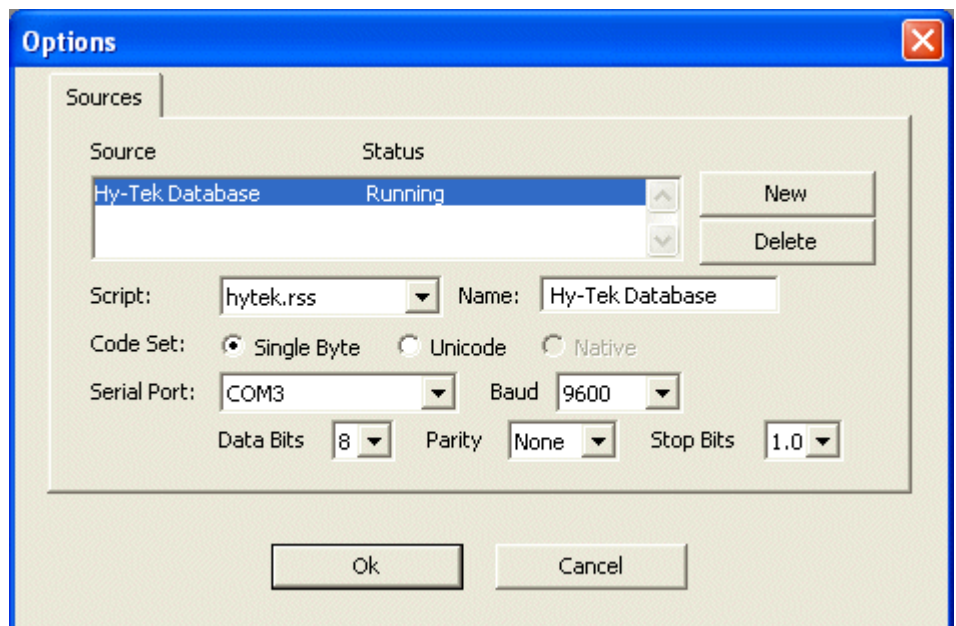 Options
Sources
Source Status
Hy-Tek Database Running
New
Delete
Script: hytek.rss Name: Hy-Tek Database
Code Set: Single Byte Unicode Native
Serial Port: COM3 Baud 9600
Data Bits 8 Parity None Stop Bits 1.0
Ok Cancel